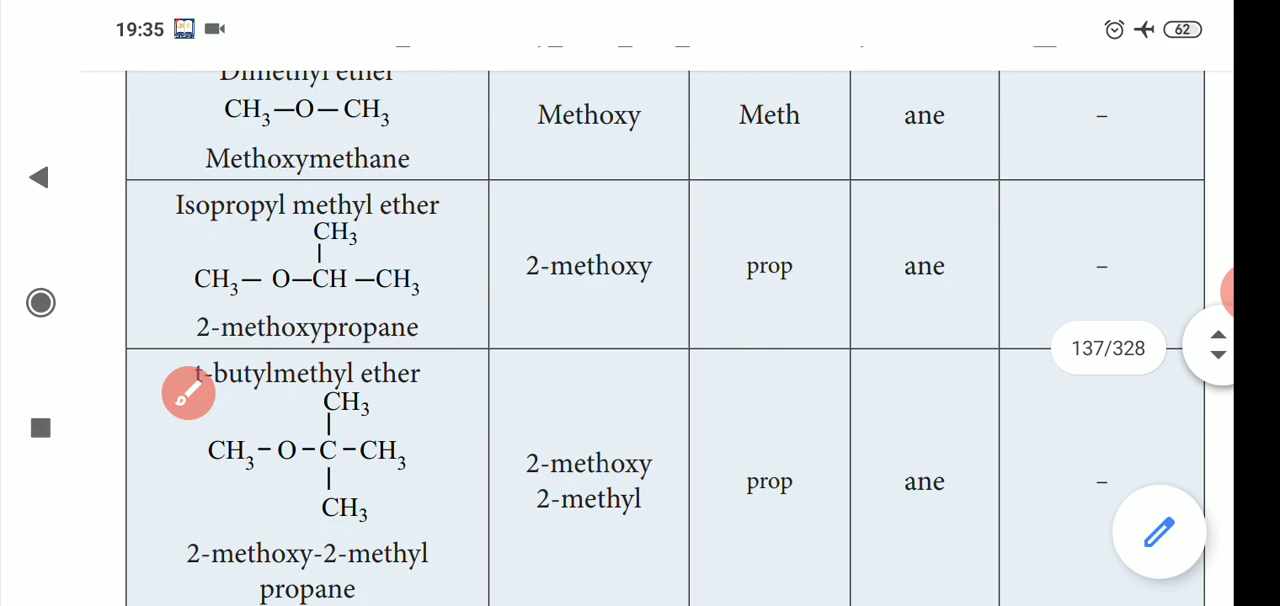 19:35 62
Dimethyl ether
CH3—O—CH3 Methoxy Meth ane –
Methoxymethane
Isopropyl methyl ether
CH3
CH3— O—CH —CH3 2-methoxy prop ane –
2-methoxypropane
137/328
t-butylmethyl ether
CH3
CH3–O–C–CH3 2-methoxy
2-methyl prop ane –
CH3
2-methoxy-2-methyl
propane